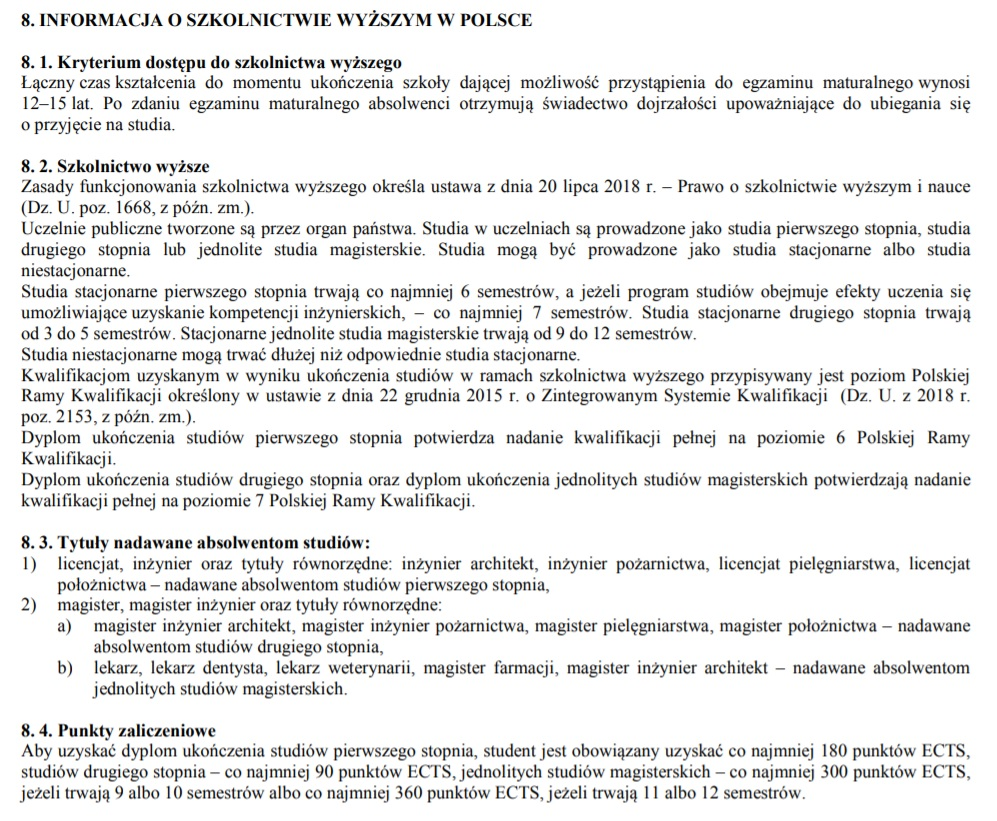 8. INFORMACJA O SZKOLNICTWIE WYŻSZYM W POLSCE
8. 1. Kryterium dostępu do szkolnictwa wyższego
Łączny czas kształcenia do momentu ukończenia szkoły dającej możliwość przystąpienia do egzaminu maturalnego wynosi
12–15 lat. Po zdaniu egzaminu maturalnego absolwenci otrzymują świadectwo dojrzałości upoważniające do ubiegania się
o przyjęcie na studia.
8. 2. Szkolnictwo wyższe
Zasady funkcjonowania szkolnictwa wyższego określa ustawa z dnia 20 lipca 2018 r. – Prawo o szkolnictwie wyższym i nauce
(Dz. U. poz. 1668, z późn. zm.).
Uczelnie publiczne tworzone są przez organ państwa. Studia w uczelniach są prowadzone jako studia pierwszego stopnia, studia
drugiego stopnia lub jednolite studia magisterskie. Studia mogą być prowadzone jako studia stacjonarne albo studia
niestacjonarne.
Studia stacjonarne pierwszego stopnia trwają co najmniej 6 semestrów, a jeżeli program studiów obejmuje efekty uczenia się
umożliwiające uzyskanie kompetencji inżynierskich, – co najmniej 7 semestrów. Studia stacjonarne drugiego stopnia trwają
od 3 do 5 semestrów. Stacjonarne jednolite studia magisterskie trwają od 9 do 12 semestrów.
Studia niestacjonarne mogą trwać dłużej niż odpowiednie studia stacjonarne.
Kwalifikacjom uzyskanym w wyniku ukończenia studiów w ramach szkolnictwa wyższego przypisywany jest poziom Polskiej
Ramy Kwalifikacji określony w ustawie z dnia 22 grudnia 2015 r. o Zintegrowanym Systemie Kwalifikacji (Dz. U. z 2018 r.
poz. 2153, z późn. zm.).
Dyplom ukończenia studiów pierwszego stopnia potwierdza nadanie kwalifikacji pełnej na poziomie 6 Polskiej Ramy
Kwalifikacji.
Dyplom ukończenia studiów drugiego stopnia oraz dyplom ukończenia jednolitych studiów magisterskich potwierdzają nadanie
kwalifikacji pełnej na poziomie 7 Polskiej Ramy Kwalifikacji.
8. 3. Tytuły nadawane absolwentom studiów:
1) licencjat, inżynier oraz tytuły równorzędne: inżynier architekt, inżynier pożarnictwa, licencjat pielęgniarstwa, licencjat
położnictwa – nadawane absolwentom studiów pierwszego stopnia,
2) magister, magister inżynier oraz tytuły równorzędne:
a) magister inżynier architekt, magister inżynier pożarnictwa, magister pielęgniarstwa, magister położnictwa – nadawane
absolwentom studiów drugiego stopnia,
b) lekarz, lekarz dentysta, lekarz weterynarii, magister farmacji, magister inżynier architekt – nadawane absolwentom
jednolitych studiów magisterskich.
8. 4. Punkty zaliczeniowe
Aby uzyskać dyplom ukończenia studiów pierwszego stopnia, student jest obowiązany uzyskać co najmniej 180 punktów ECTS,
studiów drugiego stopnia – co najmniej 90 punktów ECTS, jednolitych studiów magisterskich – co najmniej 300 punktów ECTS,
jeżeli trwają 9 albo 10 semestrów albo co najmniej 360 punktów ECTS, jeżeli trwają 11 albo 12 semestrów.